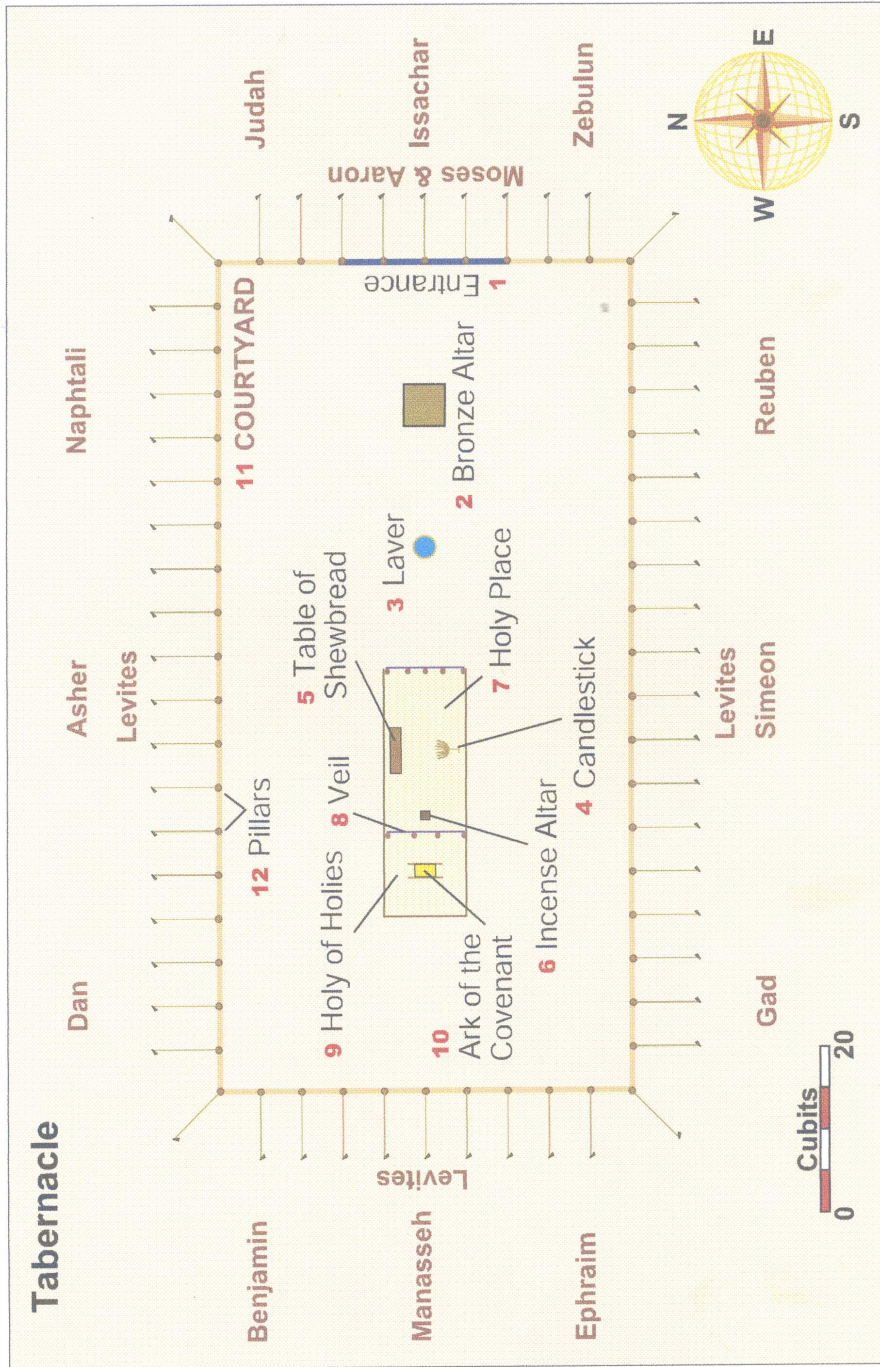 Tabernacle
Dan
Asher
Naphtali
Levites
Benjamin
Manasseh
Ephraim
Levites
12 Pillars
11 COURTYARD
9 Holy of Holies
8 Veil
5 Table of
Shewbread
3 Laver
10
Ark of the
Covenant
6 Incense Altar
4 Candlestick
7 Holy Place
2 Bronze Altar
Entrance
1
Moses & Aaron
Judah
Issachar
Zebulun
Levites
Gad
Simeon
Reuben
Cubits
0
20
N
W
E
S